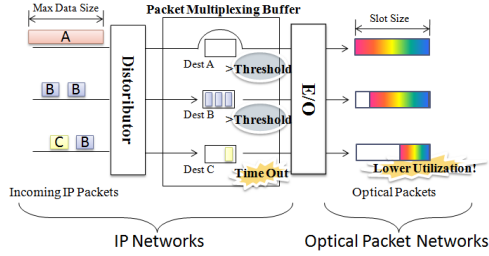 Max Data Size
Packet Multiplexing Buffer
Slot Size
A
Dest A
>Threshold
B B
Distoributor
Dest B
>Threshold
E/O
C B
Dest C
Time Out
Lower Utilization!
Incoming IP Packets
Optical Packets
IP Networks
Optical Packet Networks